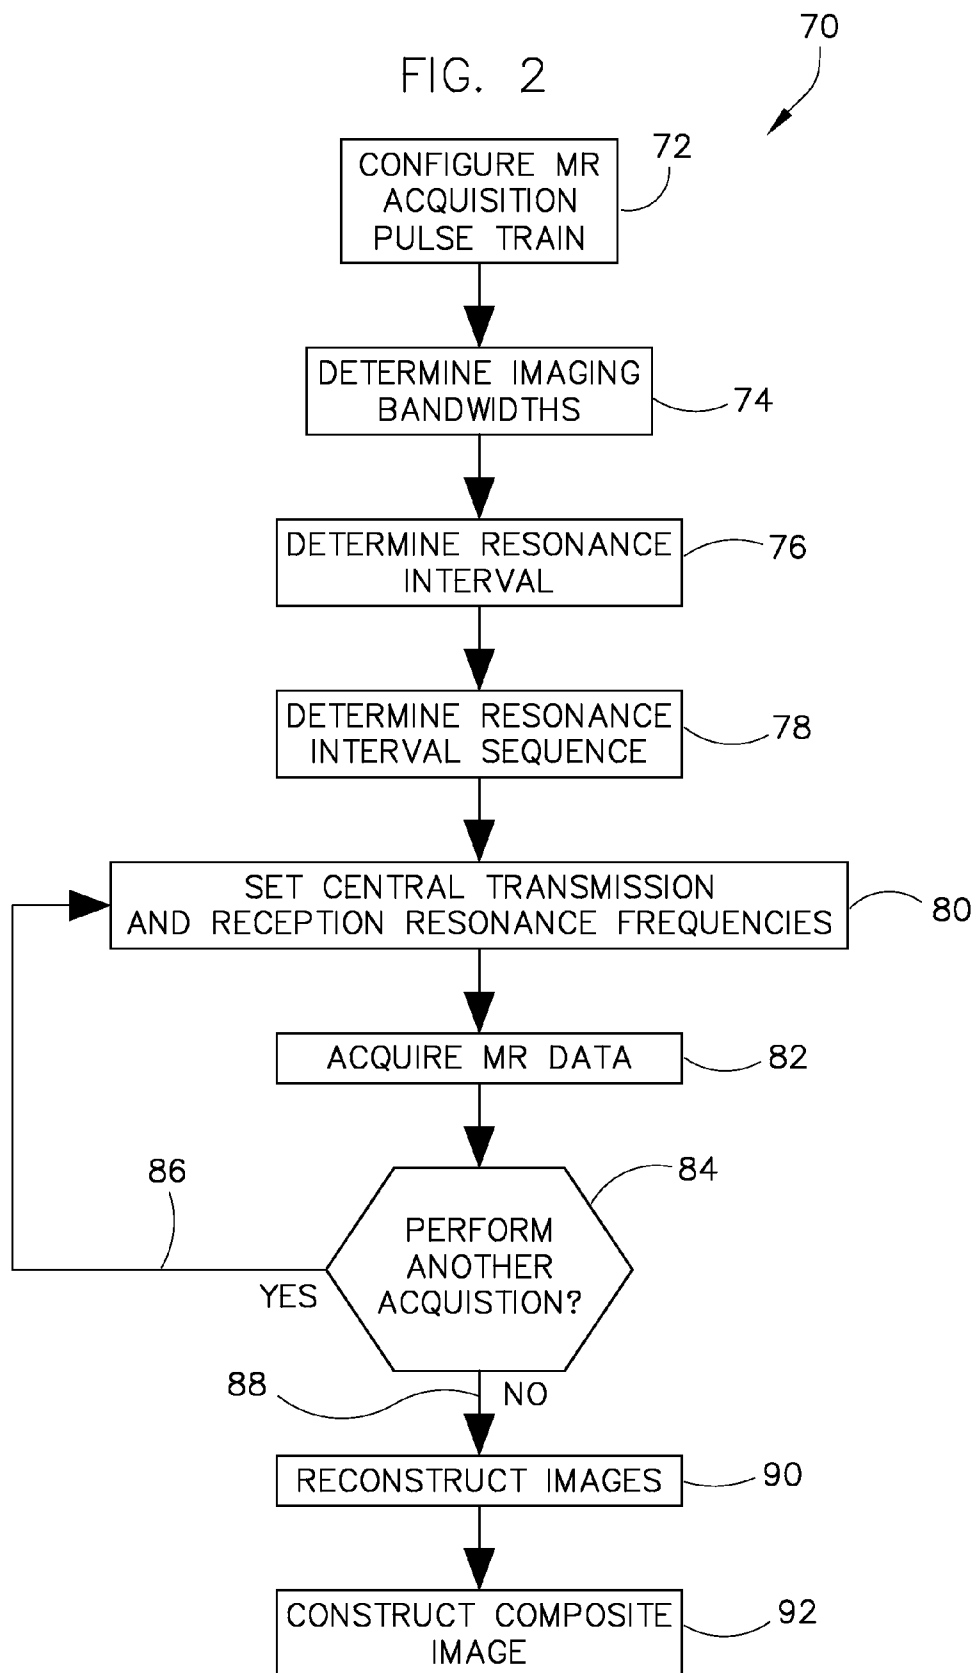 70
FIG. 2
72
CONFIGURE MR
ACQUISITION
PULSE TRAIN
DETERMINE IMAGING
BANDWIDTHS
74
DETERMINE RESONANCE
INTERVAL
76
DETERMINE RESONANCE
INTERVAL SEQUENCE
78
SET CENTRAL TRANSMISSION
AND RECEPTION RESONANCE FREQUENCIES
80
ACQUIRE MR DATA
82
86
84
PERFORM
ANOTHER
ACQUISTION?
YES
88
NO
RECONSTRUCT IMAGES
90
CONSTRUCT COMPOSITE
IMAGE
92